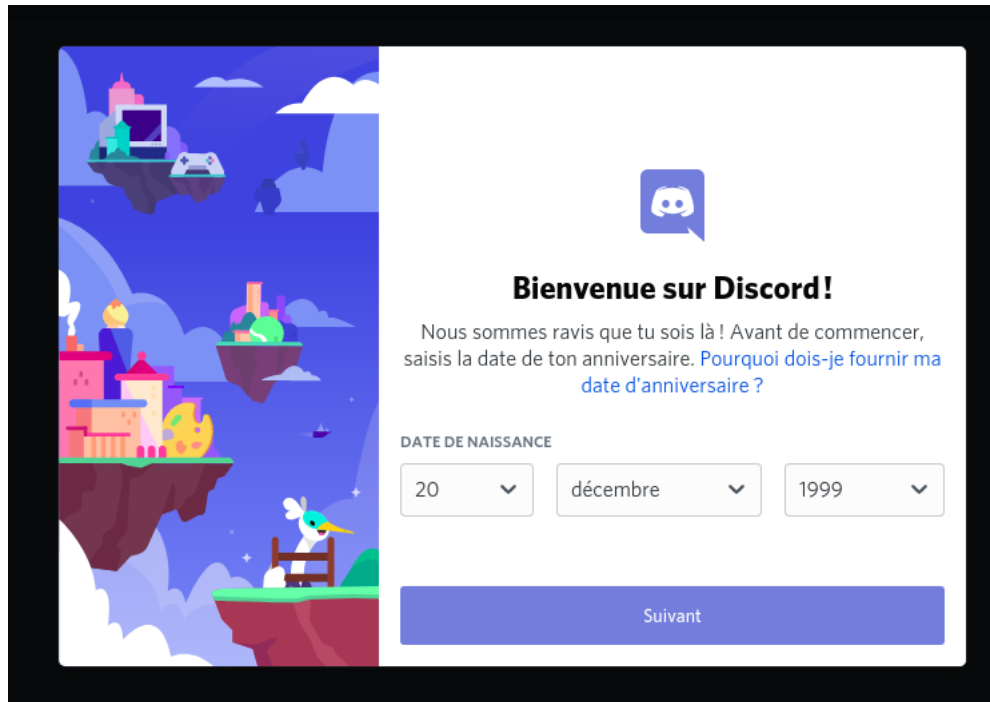 Bienvenue sur Discord !
Nous sommes ravis que tu sois là ! Avant de commencer,
saisis la date de ton anniversaire. Pourquoi dois-je fournir ma
date d'anniversaire ?
DATE DE NAISSANCE
20 décembre 1999
Suivant